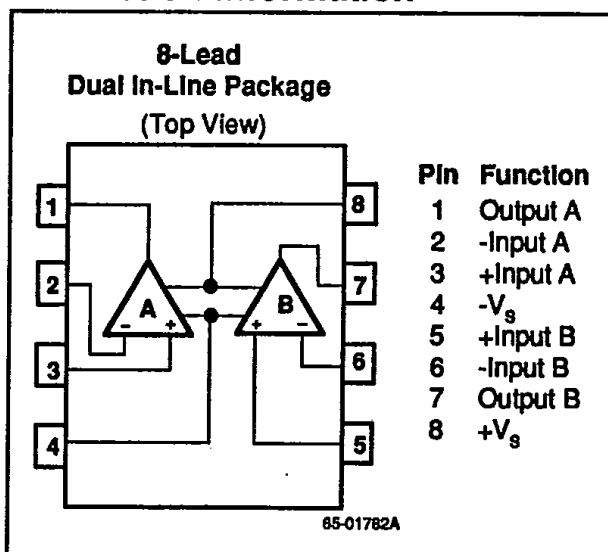 8-Lead
Dual In-Line Package
(Top View)
Pin Function
1 Output A
2 -Input A
3 +Input A
4 -Vs
5 +Input B
6 -Input B
7 Output B
8 +Vs
1
8
2
A
B
7
- +
+ -
3
6
4
5
65-01782A